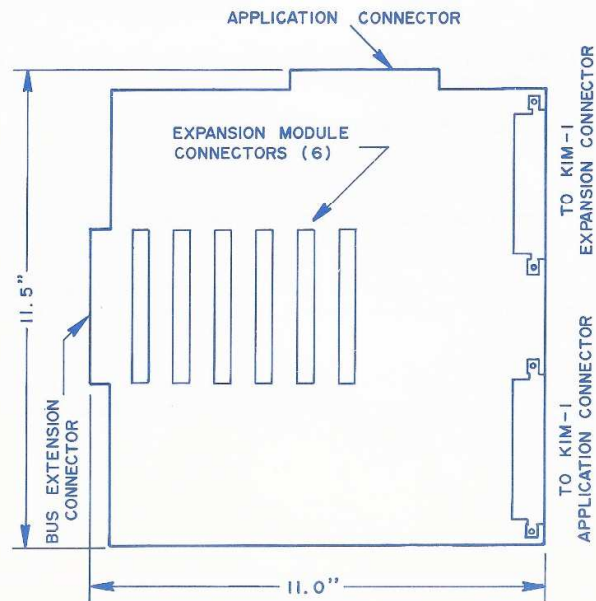 APPLICATION CONNECTOR
EXPANSION MODULE
CONNECTORS (6)
TO KIM-1
EXPANSION CONNECTOR
11.5"
BUS EXTENSION
CONNECTOR
TO KIM-1
APPLICATION CONNECTOR
11.0"